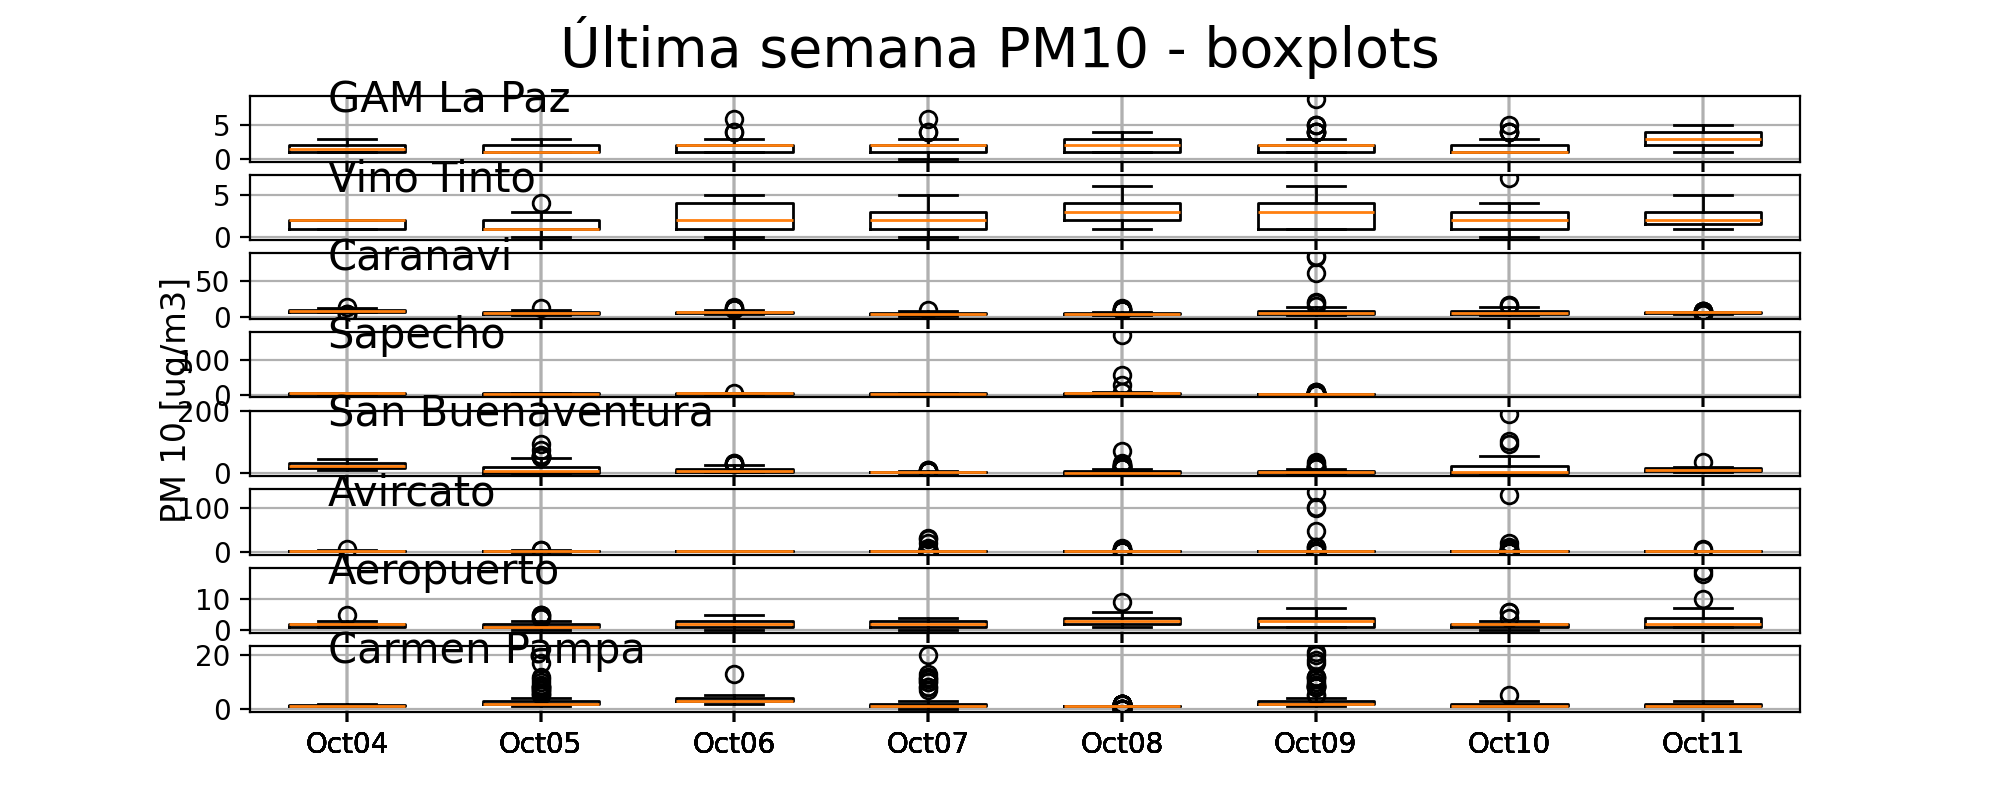 Última semana PM10 - boxplots
GAM La Paz
5
0
Vino Tinto
5
0
Caranavi
50
0
PM 10 [ug/m3]
Sapecho
100
0
San Buenaventura
200
0
Avircato
100
0
Aeropuerto
10
0
Carmen Pampa
20
0
Oct04 Oct05 Oct06 Oct07 Oct08 Oct09 Oct10 Oct11